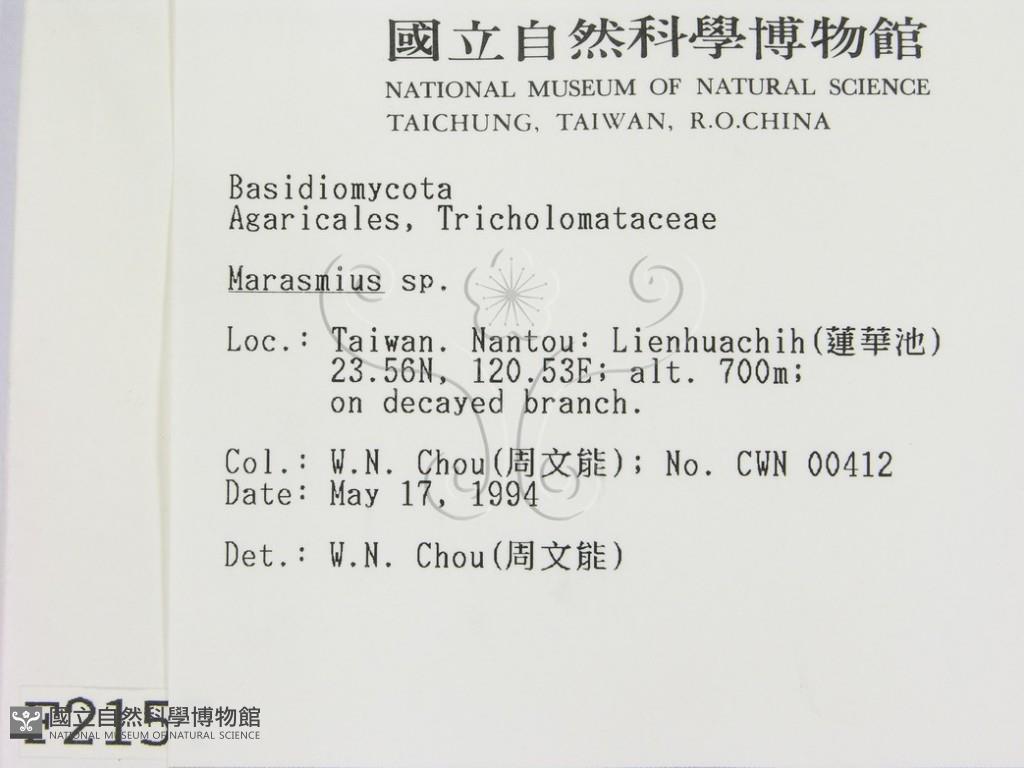 國立自然科學博物館
NATIONAL MUSEUM OF NATURAL SCIENCE
TAICHUNG, TAIWAN, R.O.CHINA
Basidiomycota
Agaricales, Tricholomataceae
Marasmius sp.
Loc.: Taiwan. Nantou: Lienhuachih(蓮華池)
23.56N, 120.53E; alt. 700m;
on decayed branch.
Col.: W.N. Chou(周文能); No. CWN 00412
Date: May 17, 1994
Det.: W.N. Chou(周文能)
F215
國立自然科學博物館
NATIONAL MUSEUM OF NATURAL SCIENCE